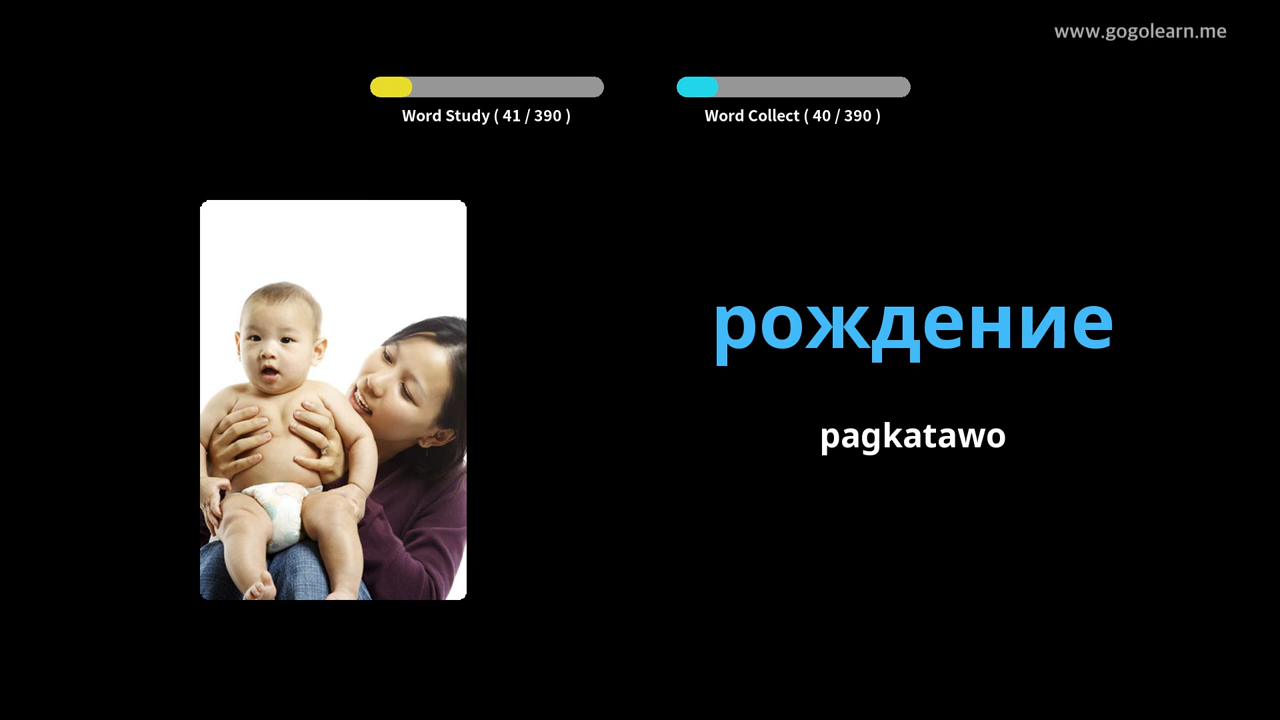 www.gogolearn.me
Word Study ( 41 / 390 )
Word Collect ( 40 / 390 )
рождение
pagkatawo